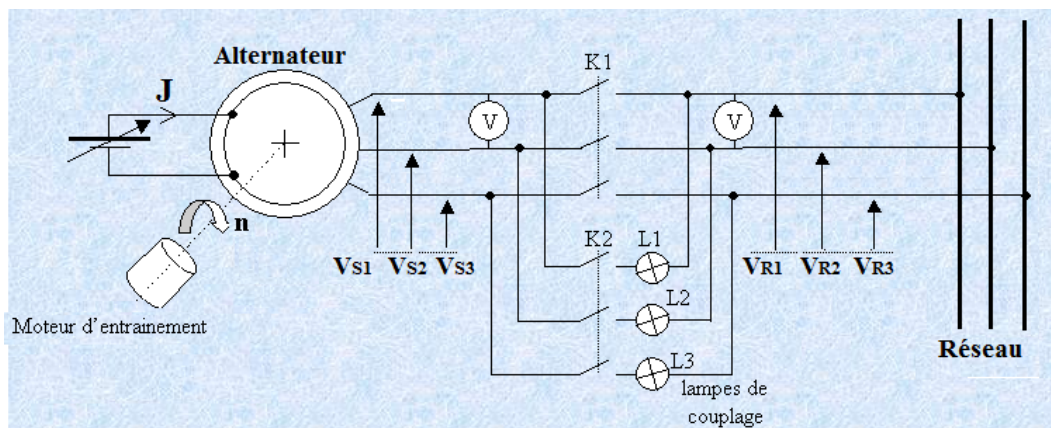 Alternateur
K1
J
V
V
n
K2
L1
VS1 VS2 VS3
VR1 VR2 VR3
L2
Moteur d'entrainement
L3
Réseau
lampes de
couplage